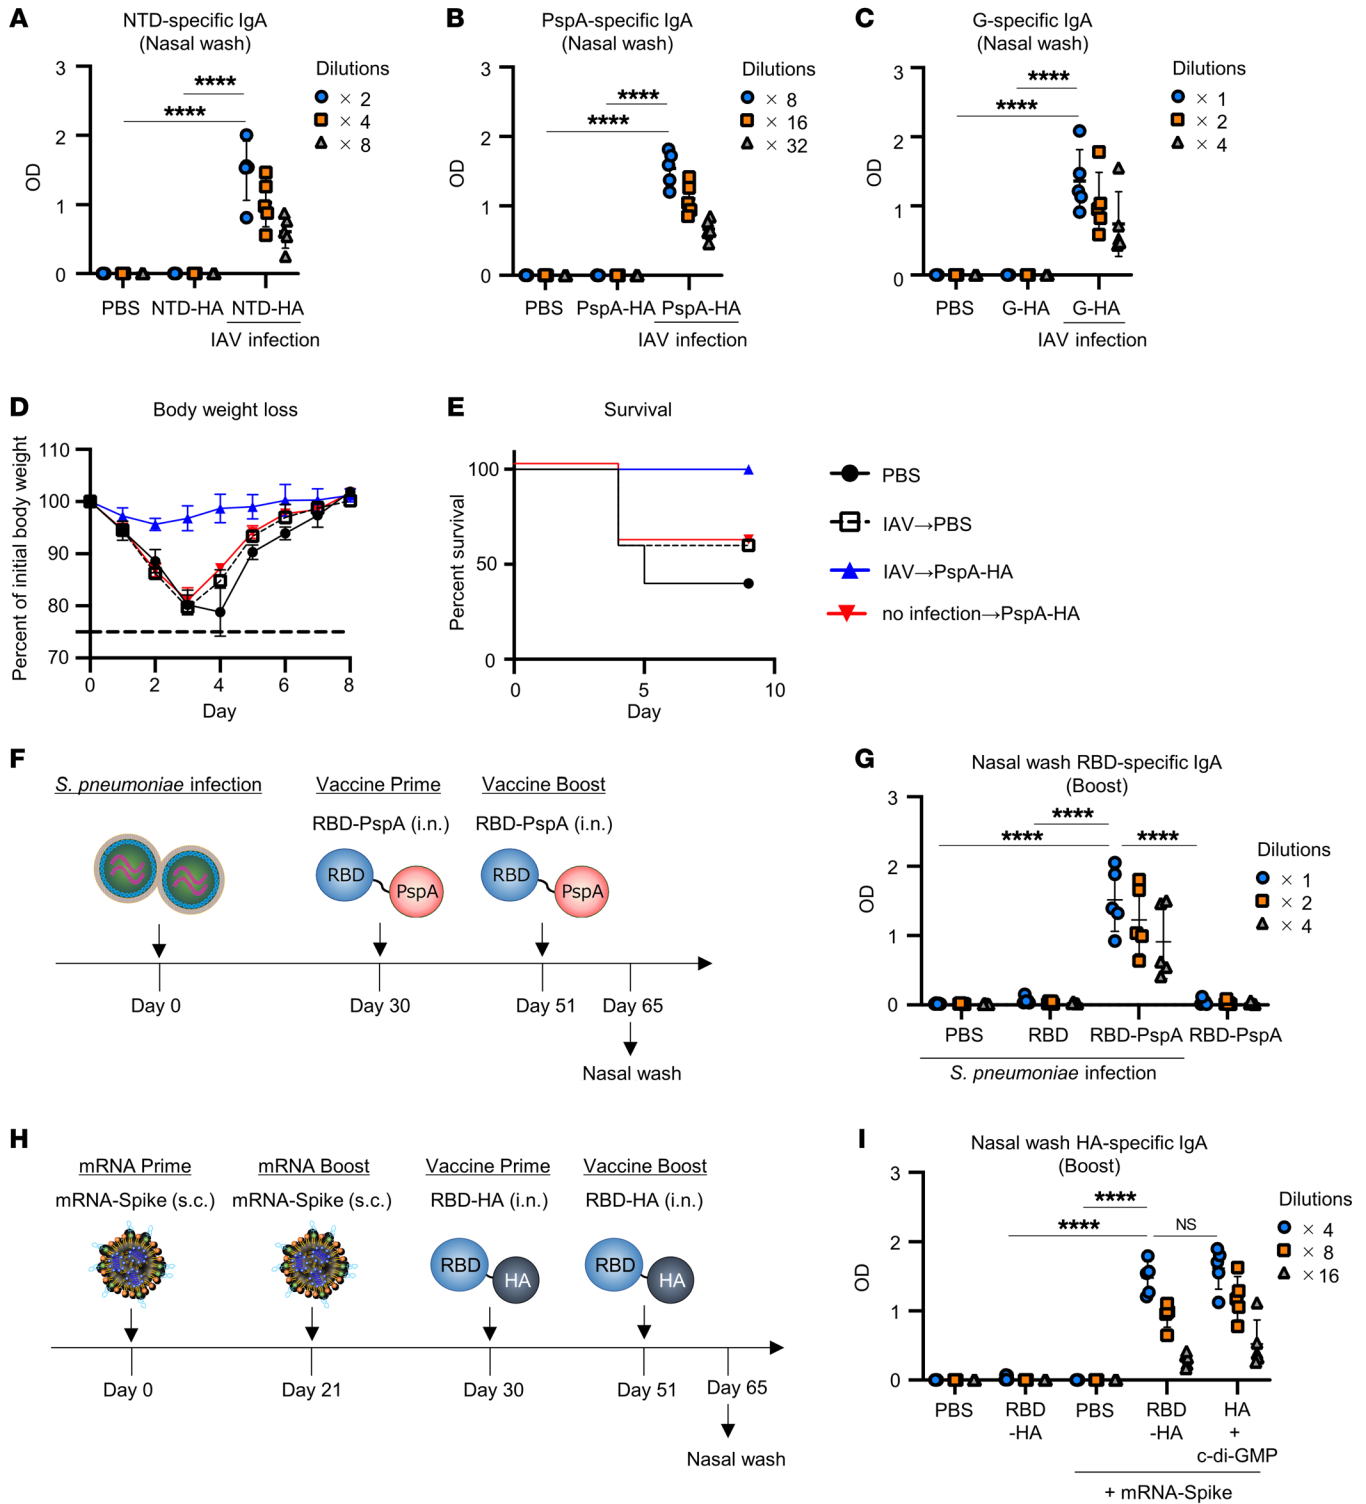 A
NTD-specific IgA
(Nasal wash)
OD
3
2
1
0
****
****
Dilutions
× 2
× 4
× 8
PBS
NTD-HA
NTD-HA
IAV infection
B
PspA-specific IgA
(Nasal wash)
OD
3
2
1
0
****
****
Dilutions
× 8
× 16
× 32
PBS
PspA-HA
PspA-HA
IAV infection
C
G-specific IgA
(Nasal wash)
OD
3
2
1
0
****
****
Dilutions
× 1
× 2
× 4
PBS
G-HA
G-HA
IAV infection
D
Body weight loss
Percent of initial body weight
110
100
90
80
70
0
2
4
6
8
Day
E
Survival
Percent survival
100
50
0
0
5
10
Day
PBS
IAV→PBS
IAV→PspA-HA
no infection→PspA-HA
F
S. pneumoniae infection
Vaccine Prime
Vaccine Boost
RBD-PspA (i.n.)
RBD-PspA (i.n.)
RBD
PspA
RBD
PspA
Day 0
Day 30
Day 51
Day 65
Nasal wash
G
Nasal wash RBD-specific IgA
(Boost)
OD
3
2
1
0
****
****
****
Dilutions
× 1
× 2
× 4
PBS
RBD
RBD-PspA
RBD-PspA
S. pneumoniae infection
H
mRNA Prime
mRNA Boost
Vaccine Prime
Vaccine Boost
mRNA-Spike (s.c.)
mRNA-Spike (s.c.)
RBD-HA (i.n.)
RBD-HA (i.n.)
RBD
HA
RBD
HA
Day 0
Day 21
Day 30
Day 51
Day 65
Nasal wash
I
Nasal wash HA-specific IgA
(Boost)
OD
3
2
1
0
****
****
NS
Dilutions
× 4
× 8
× 16
PBS
RBD
-HA
PBS
RBD
-HA
HA
+
c-di-GMP
+ mRNA-Spike